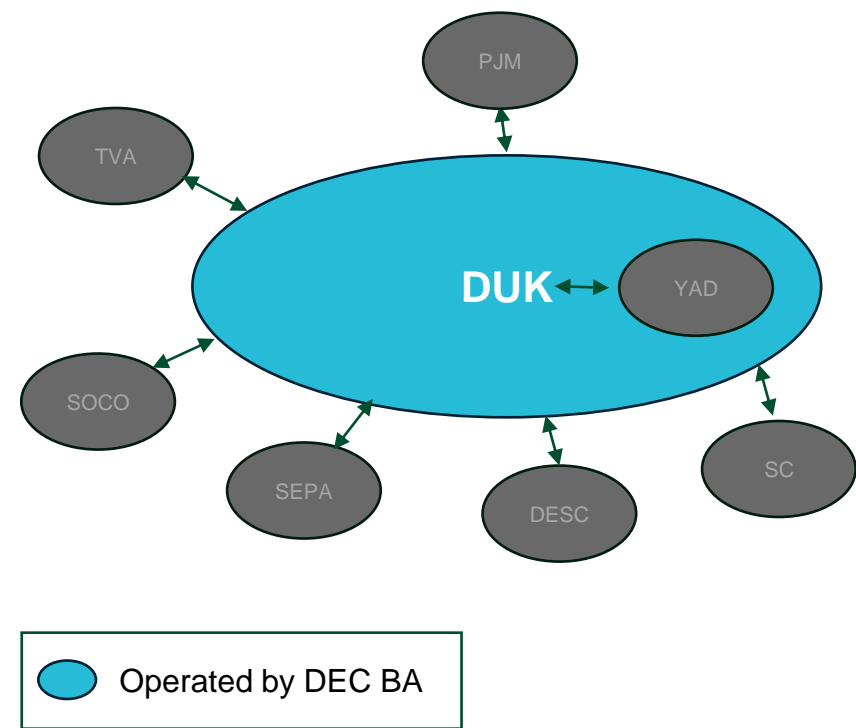 PJM
TVA
DUK
YAD
SOCO
SC
SEPA
DESC
Operated by DEC BA